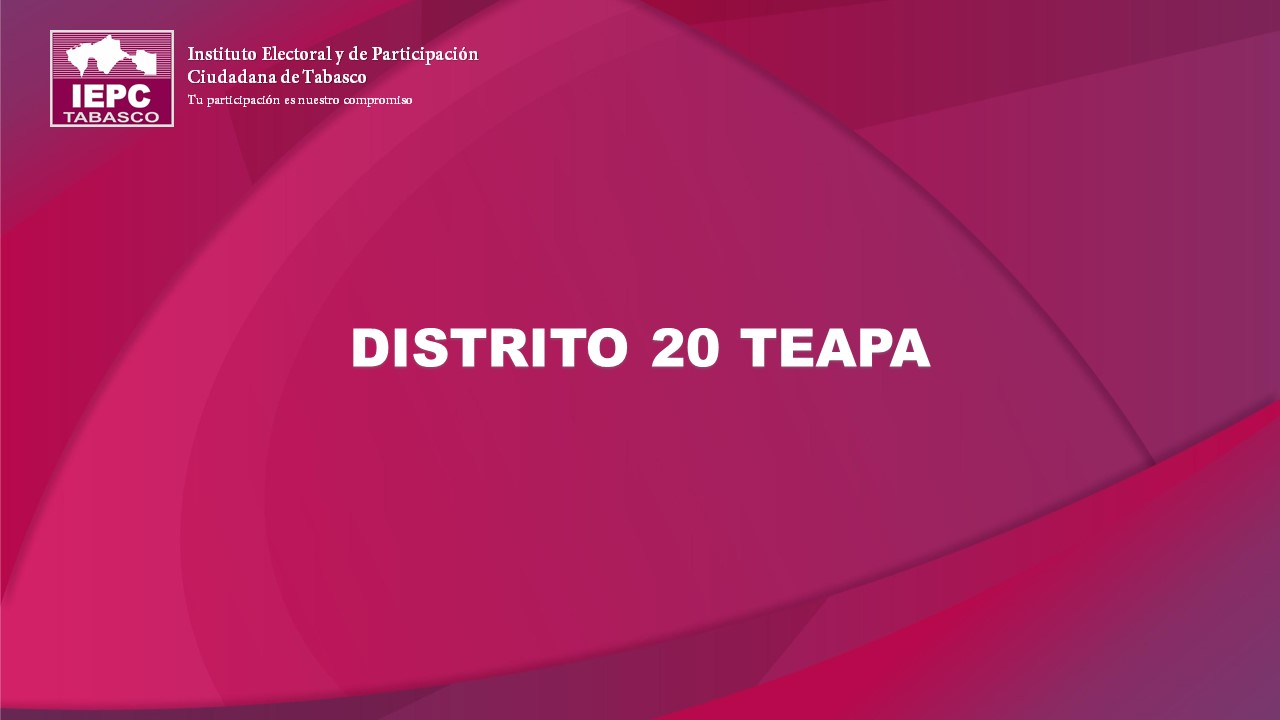 IEPC
TABASCO
Instituto Electoral y de Participación
Ciudadana de Tabasco
Tu participación es nuestro compromiso
DISTRITO 20 TEAPA